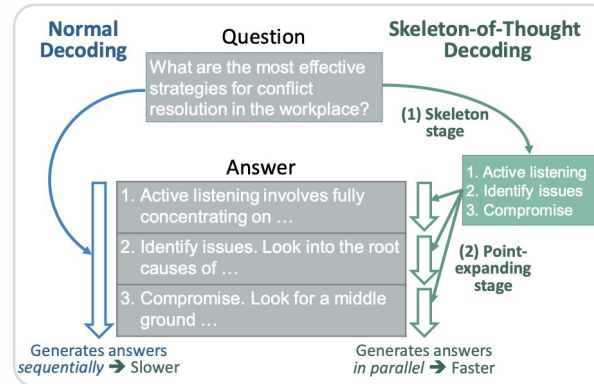 Normal
Decoding
Question
Skeleton-of-Thought
Decoding
What are the most effective
strategies for conflict
resolution in the workplace?
(1) Skeleton
stage
Answer
1. Active listening
2. Identify issues
3. Compromise
1. Active listening involves fully
concentrating on ...
2. Identify issues. Look into the root
causes of ...
3. Compromise. Look for a middle
ground ...
(2) Point-
expanding
stage
Generates answers
sequentially ➔ Slower
Generates answers
in parallel ➔ Faster